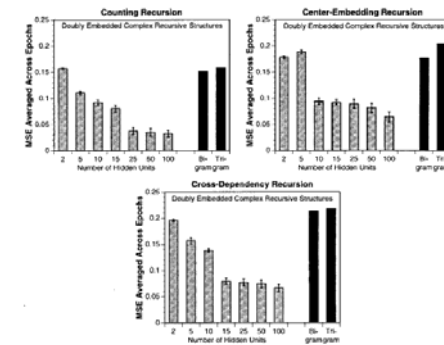 Counting Recursion
Doubly Embedded Complex Recursive Structures
MSE Averaged Across Epochs
0.25
0.2
0.15
0.1
0.05
0
2 5 10 15 25 50 100 Bi- Tri-
Number of Hidden Units gram gram
Center-Embedding Recursion
Doubly Embedded Complex Recursive Structures
MSE Averaged Across Epochs
0.25
0.2
0.15
0.1
0.05
0
2 5 10 15 25 50 100 Bi- Tri-
Number of Hidden Units gram gram
Cross-Dependency Recursion
Doubly Embedded Complex Recursive Structures
MSE Averaged Across Epochs
0.25
0.2
0.15
0.1
0.05
0
2 5 10 15 25 50 100 Bi- Tri-
Number of Hidden Units gram gram